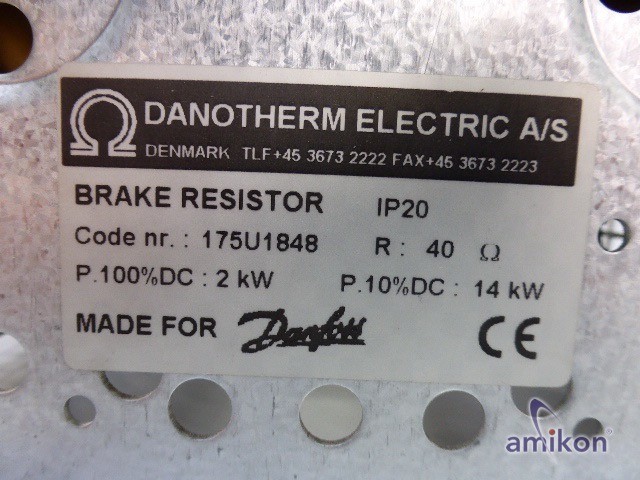 DANOTHERM ELECTRIC A/S
DENMARK TLF+45 3673 2222 FAX+45 3673 2223
BRAKE RESISTOR IP20
Code nr. : 175U1848 R : 40 Ω
P.100%DC : 2 kW P.10%DC : 14 kW
MADE FOR Danfoss CE
amikon